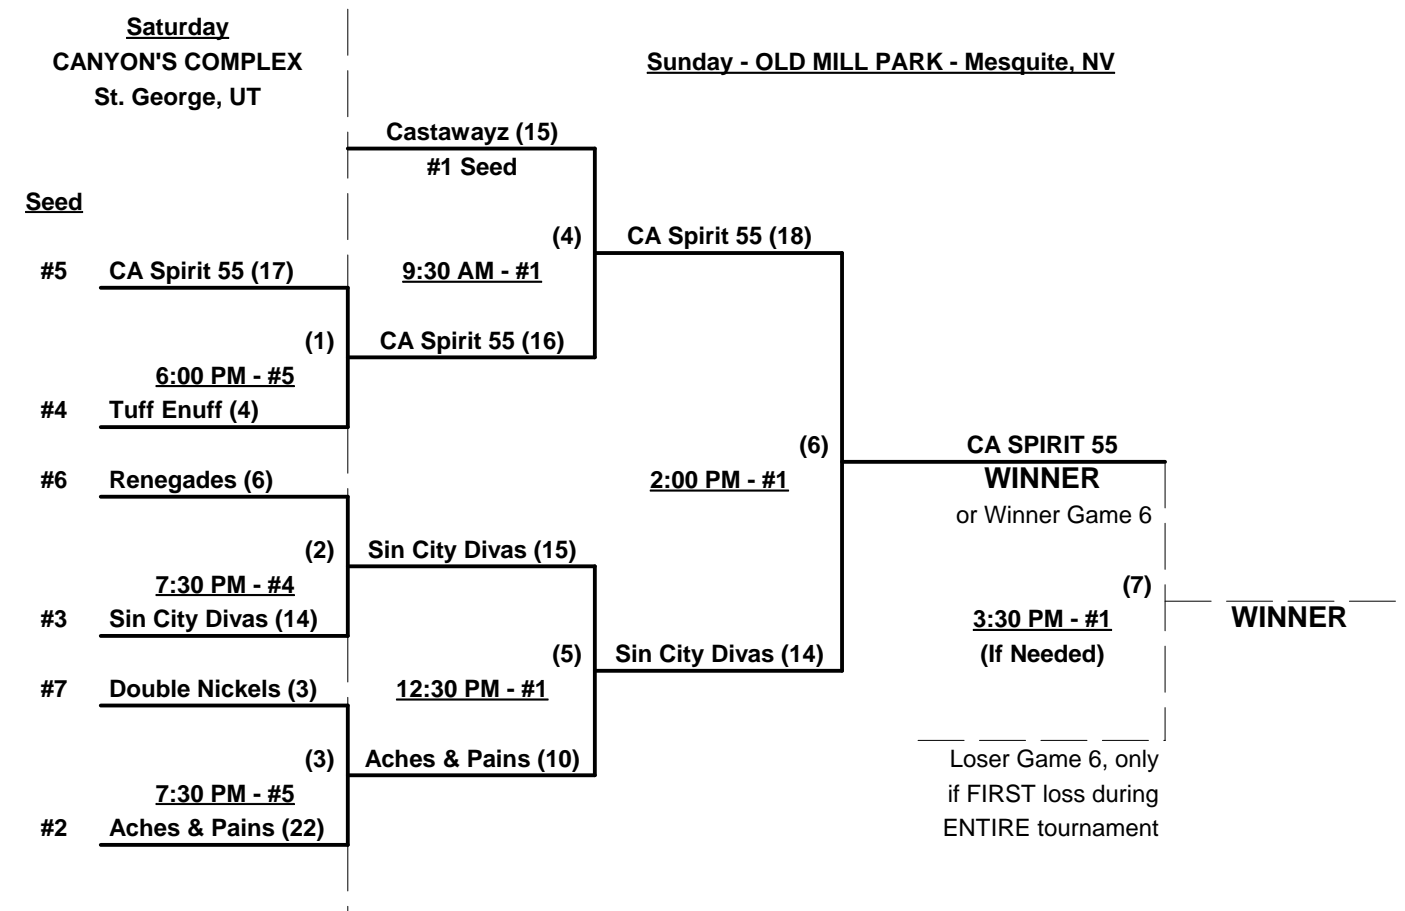 Saturday
CANYON'S COMPLEX
St. George, UT
Sunday - OLD MILL PARK - Mesquite, NV
Castawayz (15)
#1 Seed
Seed
(4)
CA Spirit 55 (18)
#5 CA Spirit 55 (17)
9:30 AM - #1
(1)
CA Spirit 55 (16)
6:00 PM - #5
#4 Tuff Enuff (4)
(6)
CA SPIRIT 55
#6 Renegades (6)
2:00 PM - #1
WINNER
or Winner Game 6
(2)
Sin City Divas (15)
7:30 PM - #4
(7)
#3 Sin City Divas (14)
3:30 PM - #1
WINNER
(5)
Sin City Divas (14)
(If Needed)
#7 Double Nickels (3)
12:30 PM - #1
(3)
Aches & Pains (10)
Loser Game 6, only
7:30 PM - #5
if FIRST loss during
#2 Aches & Pains (22)
ENTIRE tournament